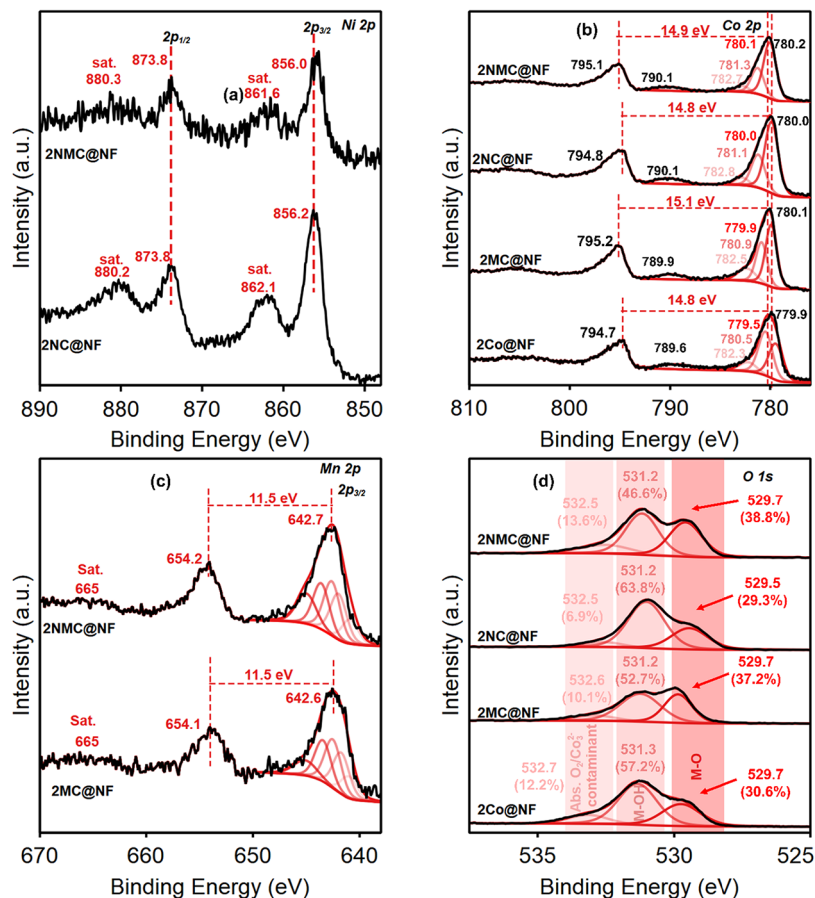 2p1/2
2p3/2
Ni 2p
sat.
880.3
873.8
(a)
sat.
861.6
856.0
2NMC@NF
856.2
sat.
880.2
873.8
sat.
862.1
2NC@NF
Intensity (a.u.)
890
880
870
860
850
Binding Energy (eV)
(b)
14.9 eV
Co 2p
795.1
790.1
780.1
781.3
782.7
780.2
2NMC@NF
14.8 eV
794.8
790.1
780.0
781.1
782.8
780.0
2NC@NF
15.1 eV
795.2
789.9
779.9
780.9
782.5
780.1
2MC@NF
14.8 eV
794.7
789.6
779.5
780.5
782.3
779.9
2Co@NF
Intensity (a.u.)
810
800
790
780
Binding Energy (eV)
(c)
Mn 2p
2p3/2
11.5 eV
642.7
654.2
Sat.
665
2NMC@NF
11.5 eV
642.6
654.1
Sat.
665
2MC@NF
Intensity (a.u.)
670
660
650
640
Binding Energy (eV)
(d)
O 1s
532.5
(13.6%)
531.2
(46.6%)
529.7
(38.8%)
2NMC@NF
532.5
(6.9%)
531.2
(63.8%)
529.5
(29.3%)
2NC@NF
532.6
(10.1%)
531.2
(52.7%)
529.7
(37.2%)
2MC@NF
532.7
(12.2%)
Abs. O2/Co3^2-
contaminant
531.3
(57.2%)
M-OH
M-O
529.7
(30.6%)
2Co@NF
Intensity (a.u.)
535
530
525
Binding Energy (eV)